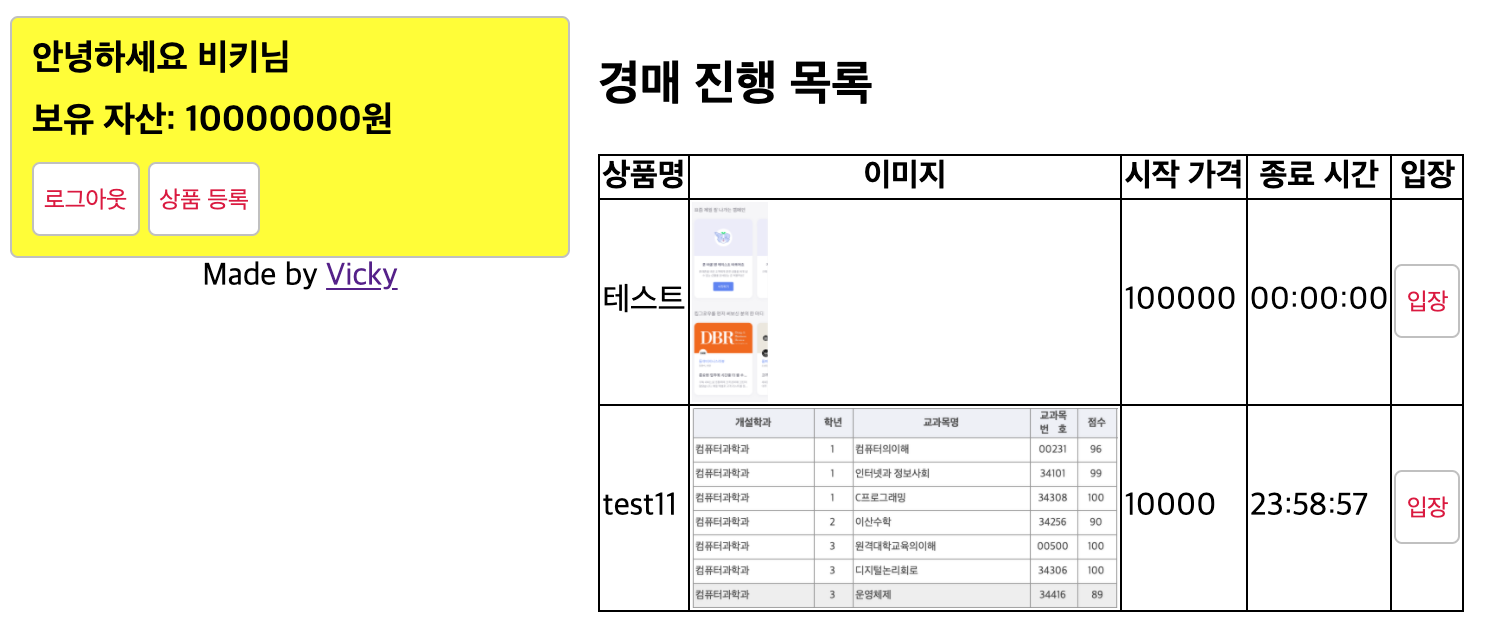 안녕하세요 비키님
보유 자산: 10000000원
로그아웃 상품 등록
Made by Vicky
경매 진행 목록
상품명 이미지 시작 가격 종료 시간 입장
테스트 100000 00:00:00 입장
DBR
test11 10000 23:58:57 입장
개설학과 학년 교과목명 교과목 번 호 점수
컴퓨터과학과 1 컴퓨터의이해 00231 96
컴퓨터과학과 1 인터넷과 정보사회 34101 99
컴퓨터과학과 1 C프로그래밍 34308 100
컴퓨터과학과 2 이산수학 34256 90
컴퓨터과학과 3 원격대학교육의이해 00500 100
컴퓨터과학과 3 디지털논리회로 34306 100
컴퓨터과학과 3 운영체제 34416 89